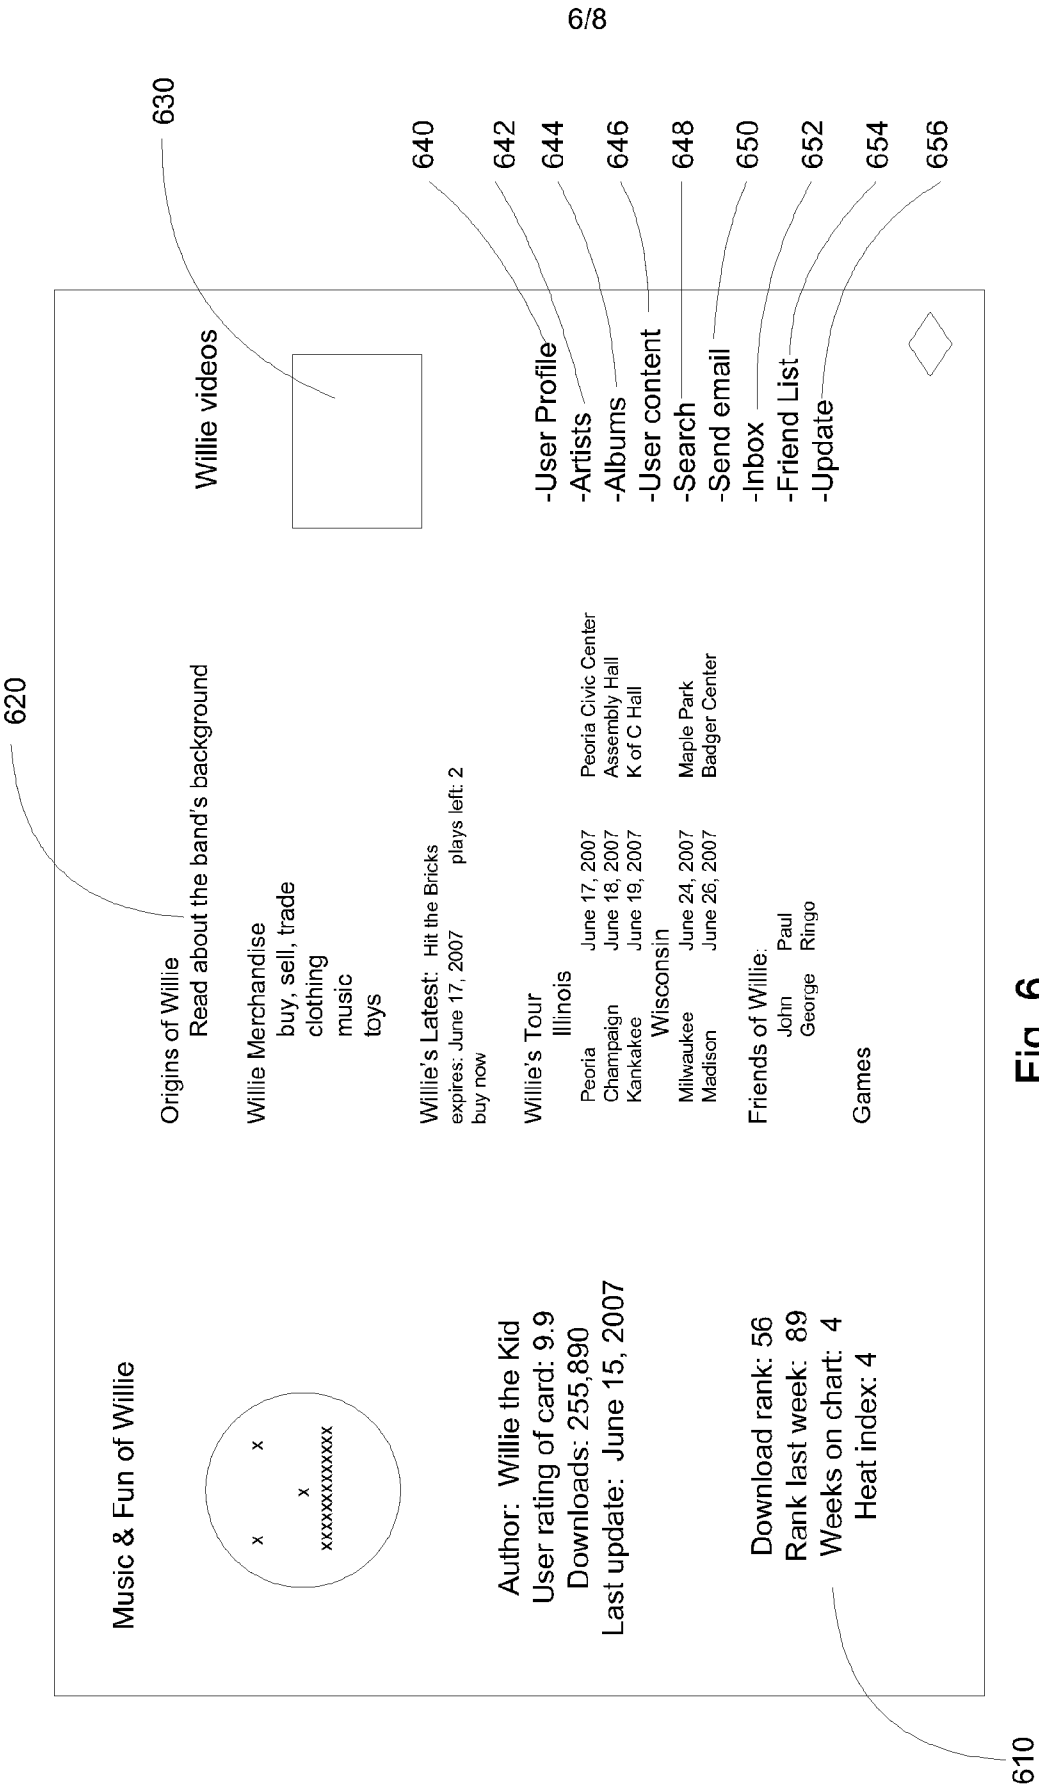 6/8
620
630
Music & Fun of Willie
x x
x
xxxxxxxxxxxxx
Author: Willie the Kid
User rating of card: 9.9
Downloads: 255,890
Last update: June 15, 2007
Download rank: 56
Rank last week: 89
Weeks on chart: 4
Heat index: 4
610
Origins of Willie
Read about the band's background
Willie Merchandise
buy, sell, trade
clothing
music
toys
Willie's Latest: Hit the Bricks
expires: June 17, 2007 plays left: 2
buy now
Willie's Tour
Illinois
Peoria June 17, 2007 Peoria Civic Center
Champaign June 18, 2007 Assembly Hall
Kankakee June 19, 2007 K of C Hall
Wisconsin
Milwaukee June 24, 2007 Maple Park
Madison June 26, 2007 Badger Center
Friends of Willie:
John Paul
George Ringo
Games
Willie videos
-User Profile 640
-Artists 642
-Albums 644
-User content 646
-Search 648
-Send email 650
-Inbox 652
-Friend List 654
-Update 656
Fig. 6